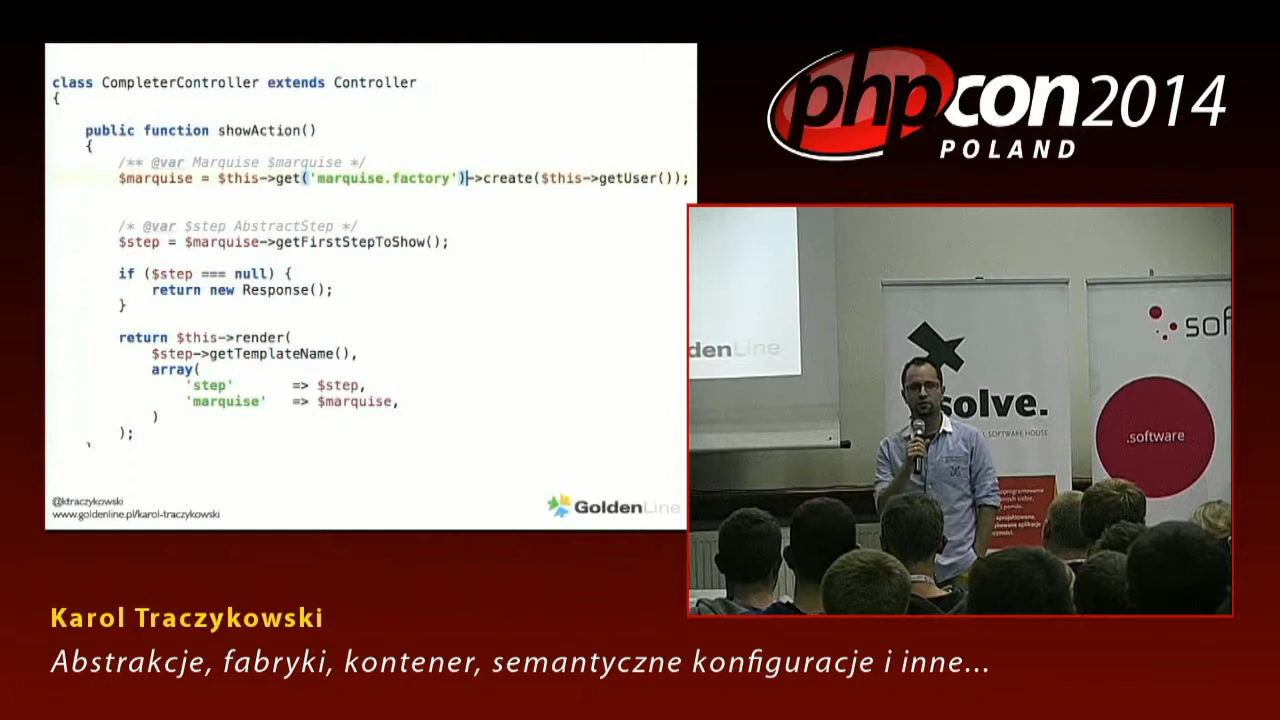 class CompleterController extends Controller
{
public function showAction()
{
/** @var Marquise $marquise */
$marquise = $this->get('marquise.factory')->create($this->getUser());
/* @var $step AbstractStep */
$step = $marquise->getFirstStepToShow();
if ($step === null) {
return new Response();
}
return $this->render(
$step->getTemplateName(),
array(
'step' => $step,
'marquise' => $marquise,
)
);
@ktraczykowski
www.goldenline.pl/karol-traczykowski
GoldenLine
phpcon2014
POLAND
denLine
solve.
SOFTWARE HOUSE
sof
.software
Karol Traczykowski
Abstrakcje, fabryki, kontener, semantyczne konfiguracje i inne...